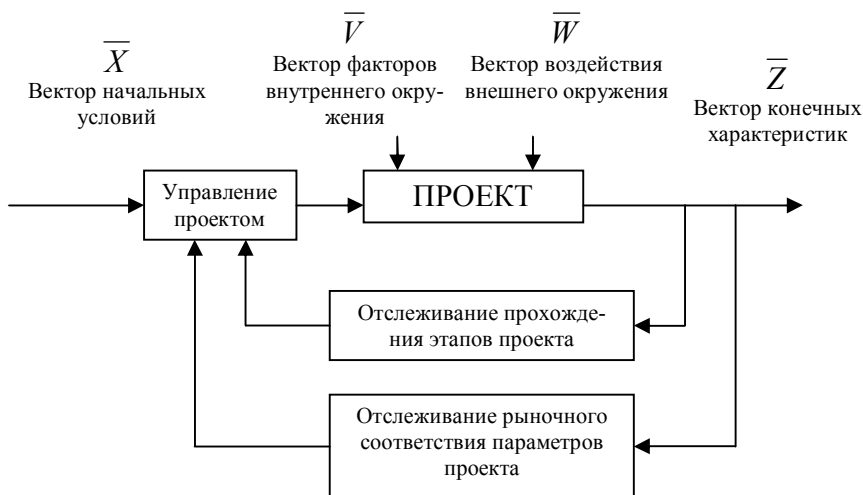 X
Вектор начальных
условий
V
Вектор факторов
внутреннего окру-
жения
W
Вектор воздействия
внешнего окружения
Z
Вектор конечных
характеристик
Управление
проектом
ПРОЕКТ
Отслеживание прохожде-
ния этапов проекта
Отслеживание рыночного
соответствия параметров
проекта